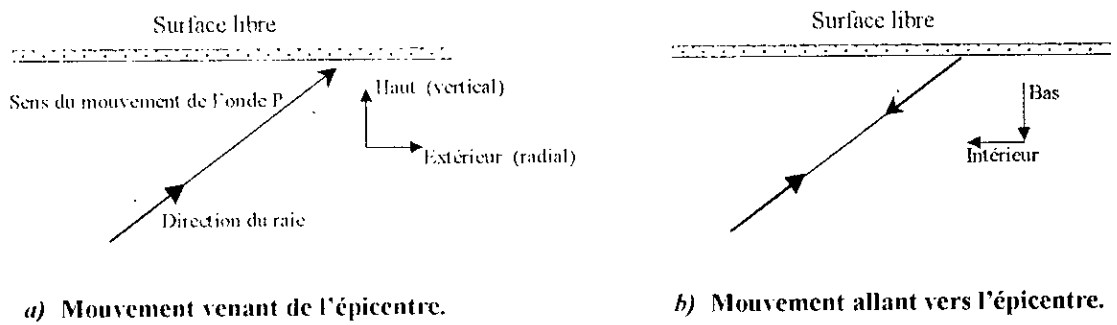 Surface libre
Sens du mouvement de l'onde P
Haut (vertical)
Extérieur (radial)
Direction du raie
a) Mouvement venant de l'épicentre.
Surface libre
Bas
Intérieur
b) Mouvement allant vers l'épicentre.